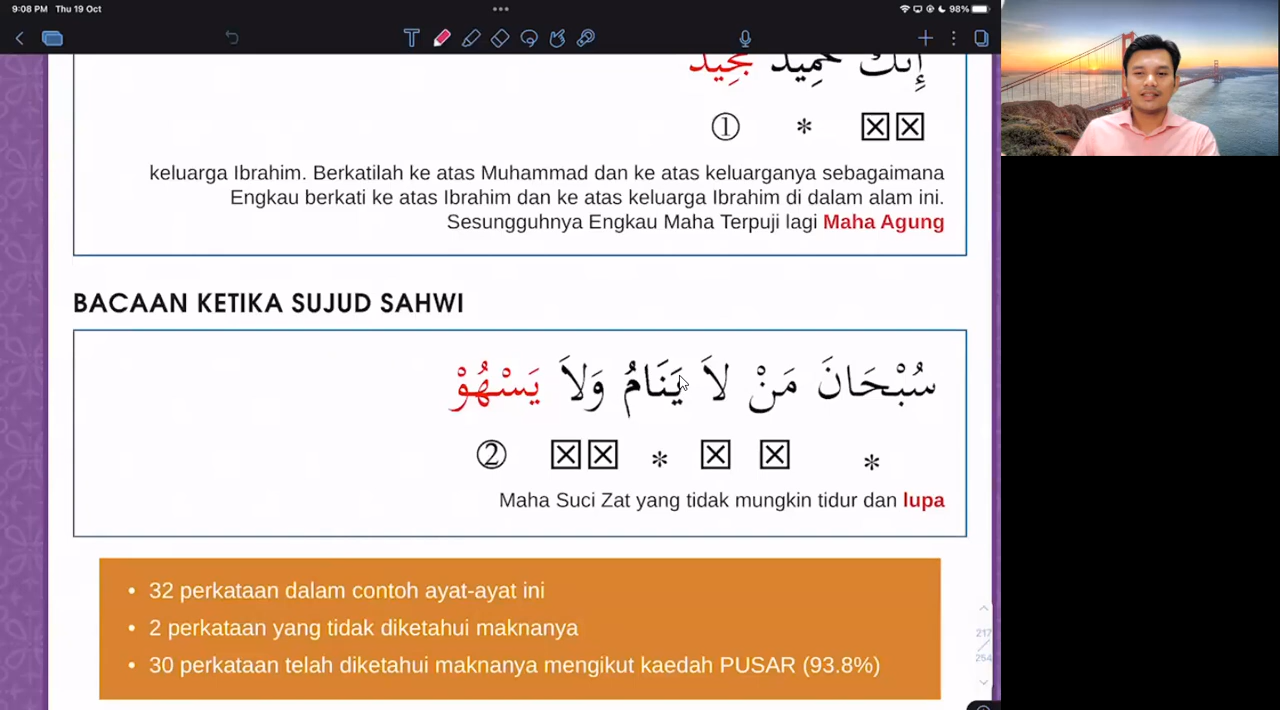 9:08 PM Thu 19 Oct
98%
إِنَّكَ حَمِيْدٌ مَجِيْدٌ
① * ☒☒
keluarga Ibrahim. Berkatilah ke atas Muhammad dan ke atas keluarganya sebagaimana
Engkau berkati ke atas Ibrahim dan ke atas keluarga Ibrahim di dalam alam ini.
Sesungguhnya Engkau Maha Terpuji lagi Maha Agung
BACAAN KETIKA SUJUD SAHWI
سُبْحَانَ مَنْ لاَ يَنَامُ وَلاَ يَسْهُوْ
② ☒☒ * ☒ ☒ *
Maha Suci Zat yang tidak mungkin tidur dan lupa
• 32 perkataan dalam contoh ayat-ayat ini
• 2 perkataan yang tidak diketahui maknanya
• 30 perkataan telah diketahui maknanya mengikut kaedah PUSAR (93.8%)
217
254